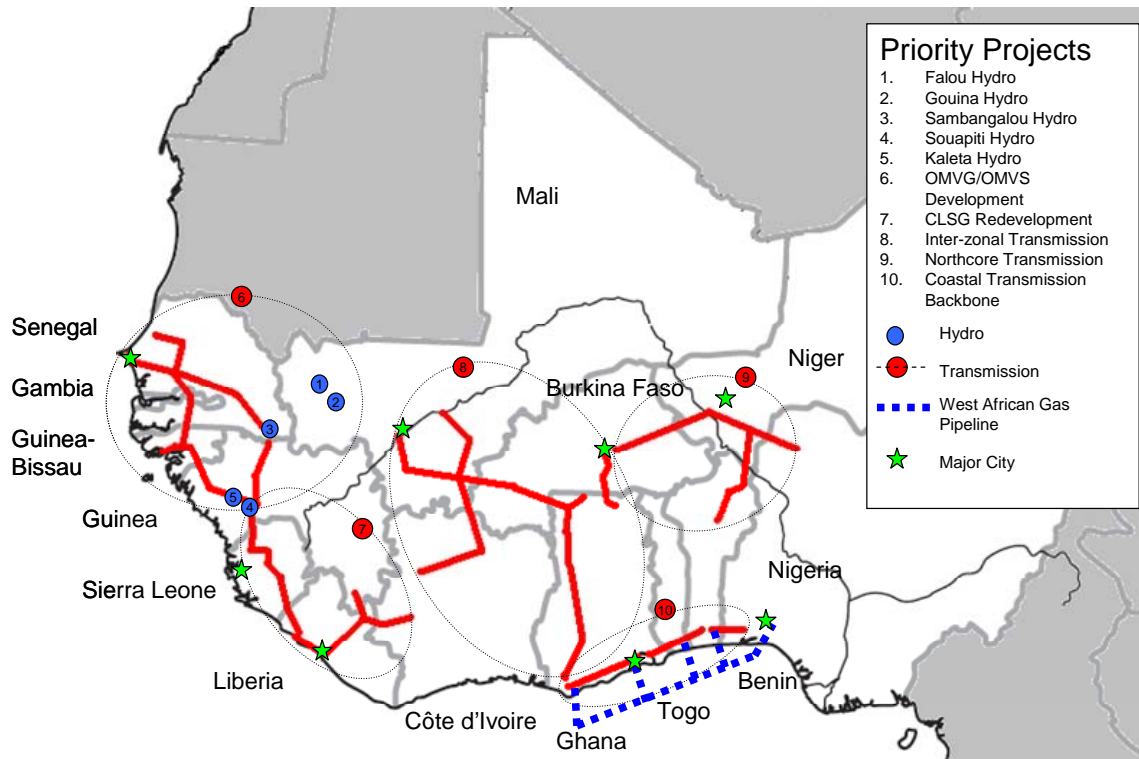 Priority Projects
1. Falou Hydro
2. Gouina Hydro
3. Sambangalou Hydro
4. Souapiti Hydro
5. Kaleta Hydro
6. OMVG/OMVS
Development
7. CLSG Redevelopment
8. Inter-zonal Transmission
9. Northcore Transmission
10. Coastal Transmission
Backbone
Hydro
Transmission
West African Gas
Pipeline
Major City
Mali
6
Senegal
8
Niger
9
1
Gambia
2
Burkina Faso
3
Guinea-
Bissau
5
4
Guinea
7
Nigeria
Sierra Leone
10
Liberia
Benin
Côte d'Ivoire
Togo
Ghana